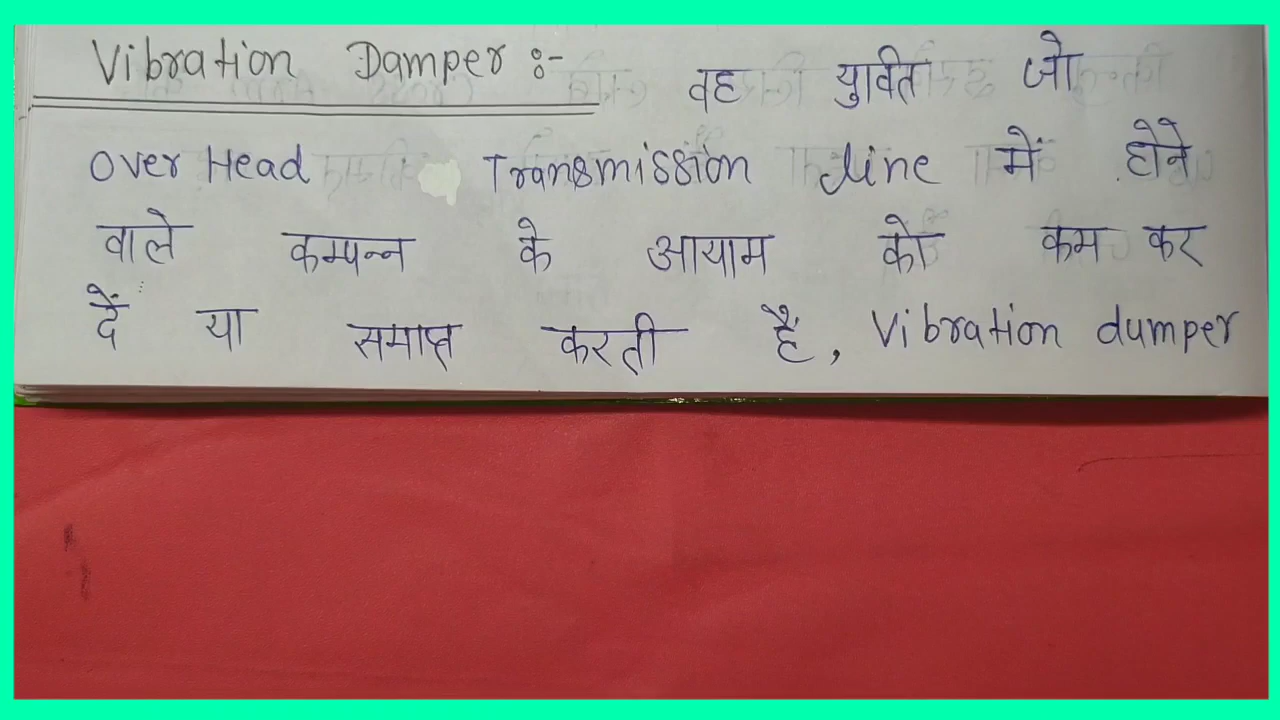 Vibration Damper :- वह युक्ति जो
Over Head Transmission line में होने
वाले कम्पन्न के आयाम को कम कर
दें या समाप्त करती हैं, Vibration dumper